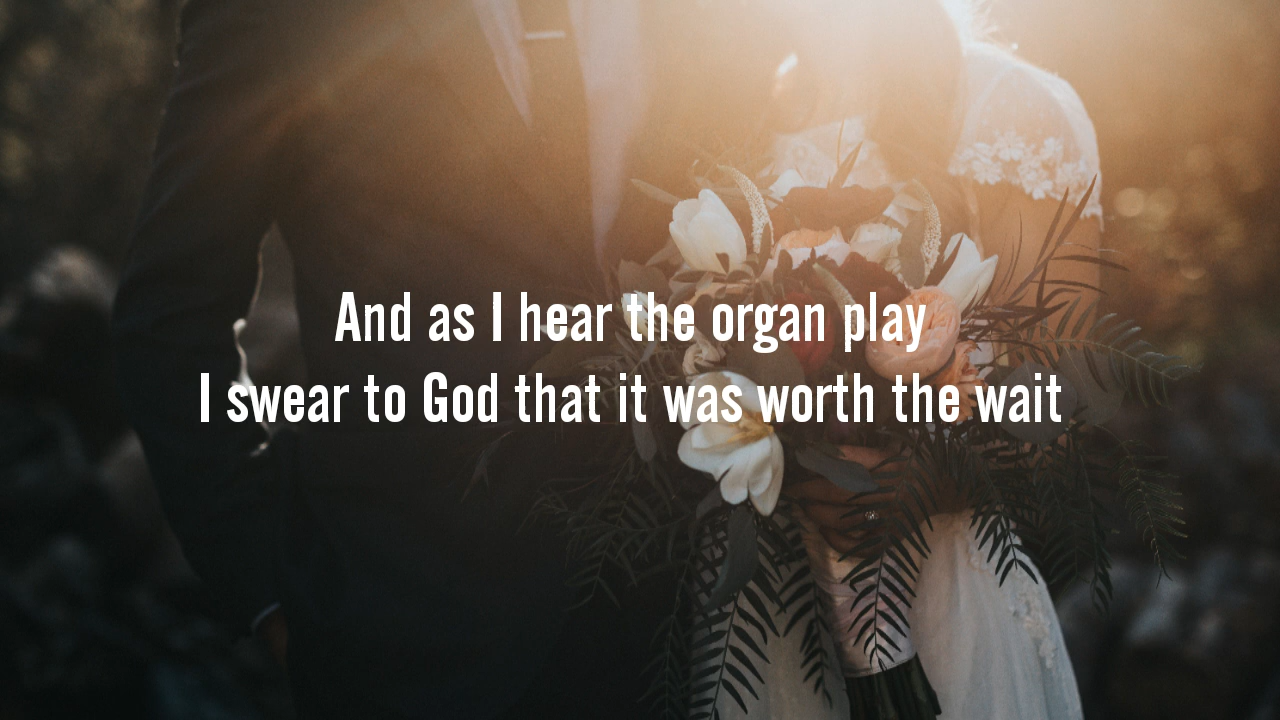 And as I hear the organ play
I swear to God that it was worth the wait